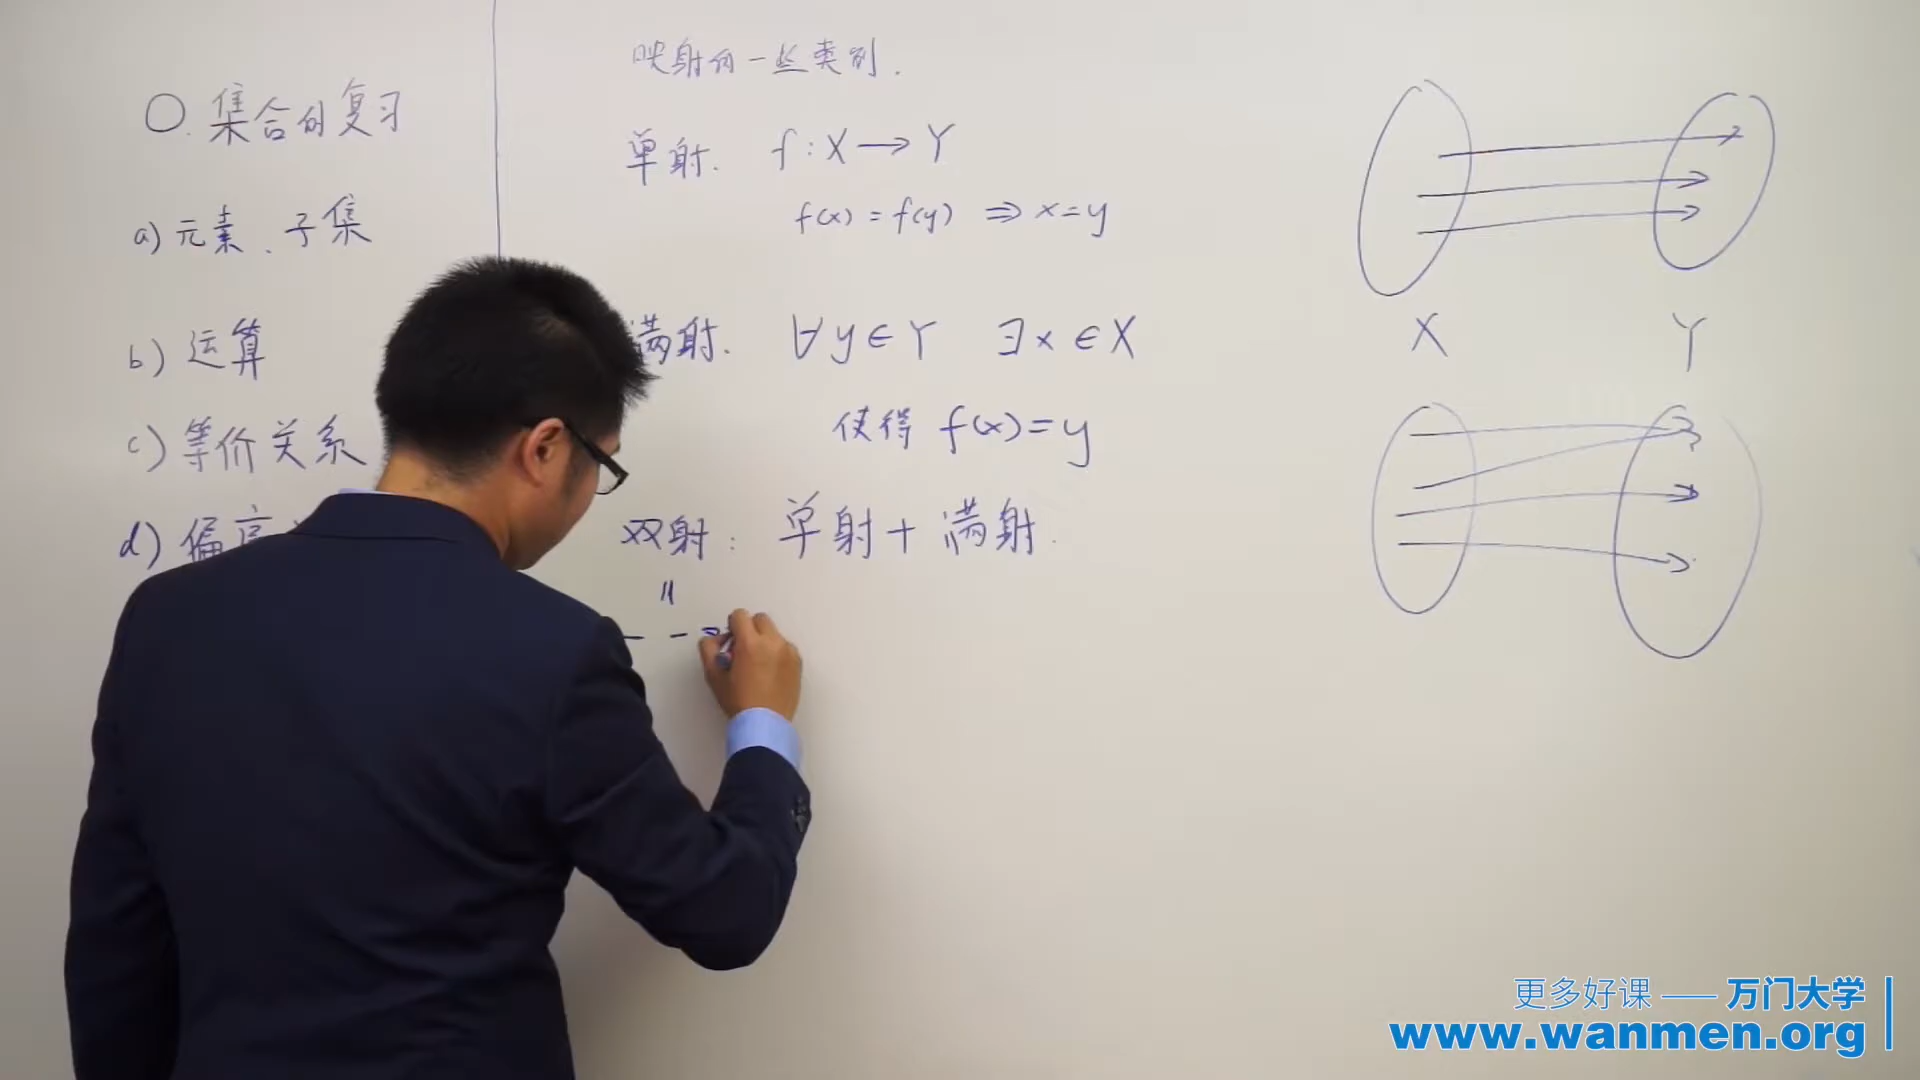 〇. 集合的复习
a) 元素、子集
b) 运算
c) 等价关系
d) 偏序
映射的一些类别.
单射. f : X → Y
f(x) = f(y) ⇒ x = y
满射. ∀ y ∈ Y ∃ x ∈ X
使得 f(x) = y
双射: 单射 + 满射.
X Y
更多好课 —— 万门大学
www.wanmen.org